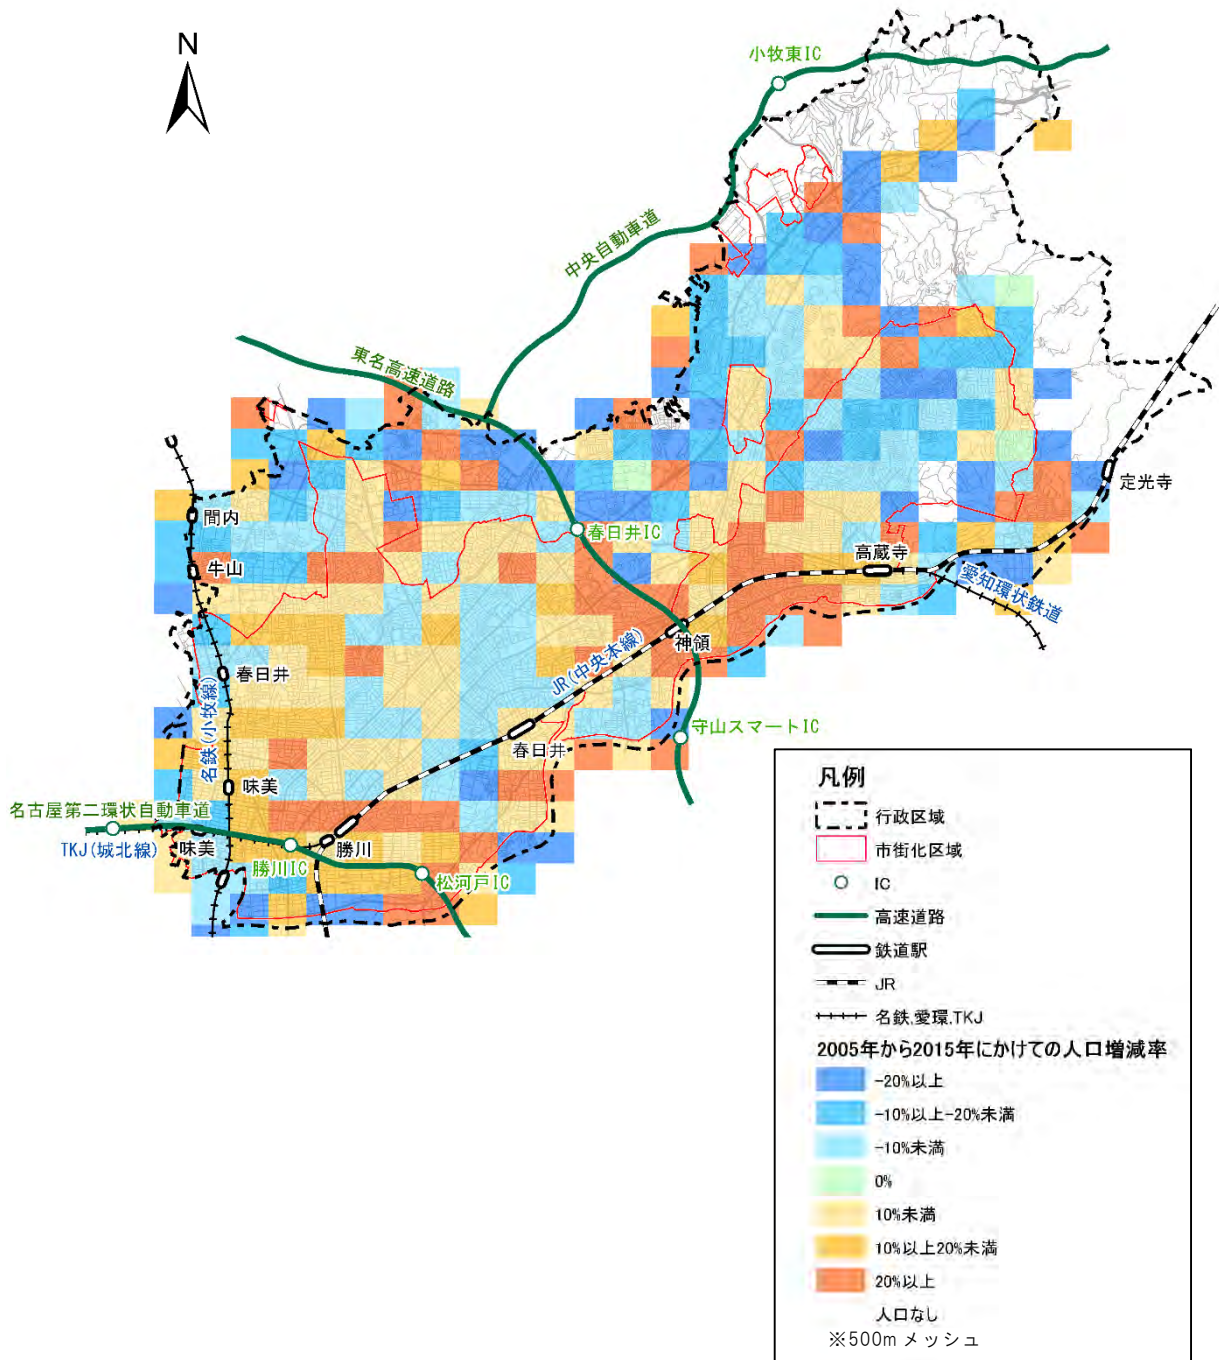 N
小牧東IC
中央自動車道
東名高速道路
定光寺
間内
春日井IC
高蔵寺
牛山
愛知環状鉄道
神領
JR(中央本線)
春日井
名鉄(小牧線)
守山スマートIC
春日井
味美
名古屋第二環状自動車道
TKJ(城北線)
味美
勝川
勝川IC
松河戸IC
凡例
行政区域
市街化区域
IC
高速道路
鉄道駅
JR
名鉄,愛環,TKJ
2005年から2015年にかけての人口増減率
-20%以上
-10%以上-20%未満
-10%未満
0%
10%未満
10%以上20%未満
20%以上
人口なし
※500mメッシュ